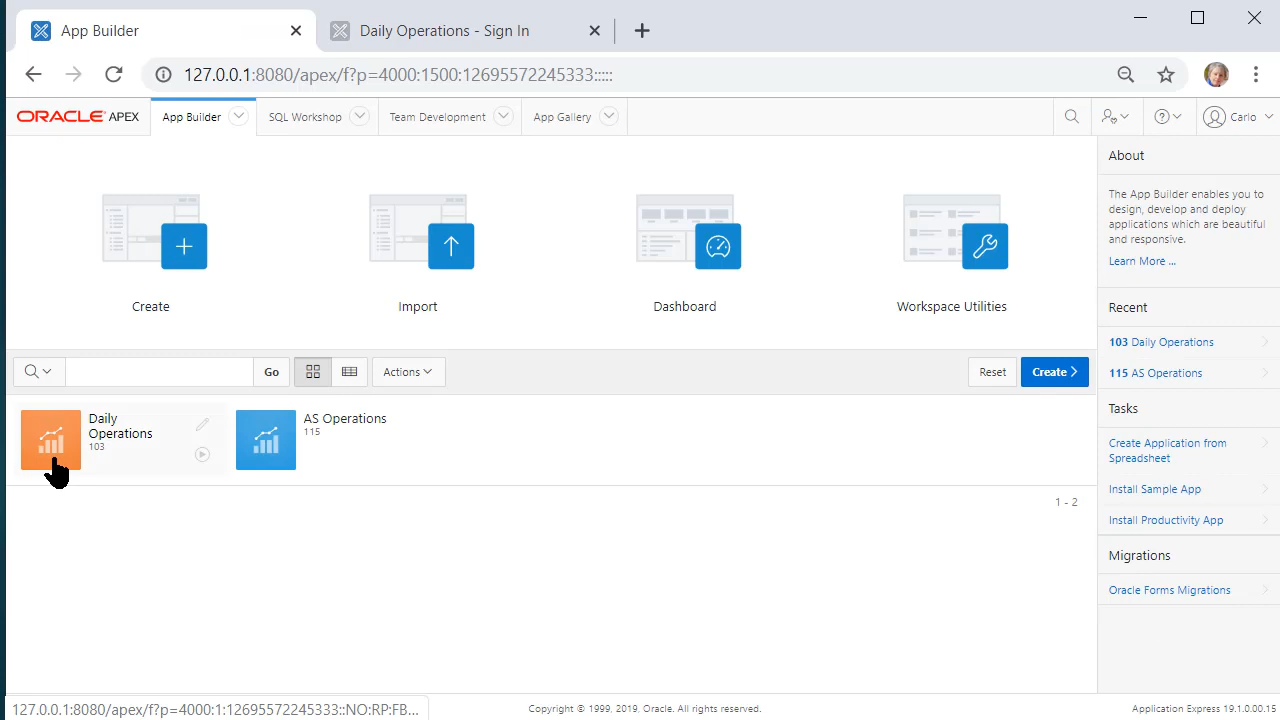 App Builder
Daily Operations - Sign In
127.0.0.1:8080/apex/f?p=4000:1500:12695572245333:::::
ORACLE APEX
App Builder
SQL Workshop
Team Development
App Gallery
Carlo
Create
Import
Dashboard
Workspace Utilities
Go
Actions
Reset
Create
Daily
Operations
103
AS Operations
115
1 - 2
About
The App Builder enables you to
design, develop and deploy
applications which are beautiful
and responsive.
Learn More ...
Recent
103 Daily Operations
115 AS Operations
Tasks
Create Application from
Spreadsheet
Install Sample App
Install Productivity App
Migrations
Oracle Forms Migrations
127.0.0.1:8080/apex/f?p=4000:1:12695572245333::NO:RP:FB...
Copyright © 1999, 2019, Oracle. All rights reserved.
Application Express 19.1.0.00.15